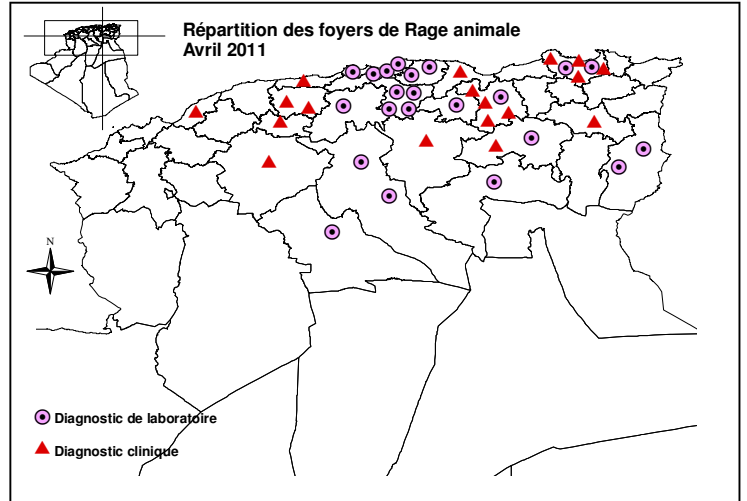 Répartition des foyers de Rage animale
Avril 2011
N
Diagnostic de laboratoire
Diagnostic clinique